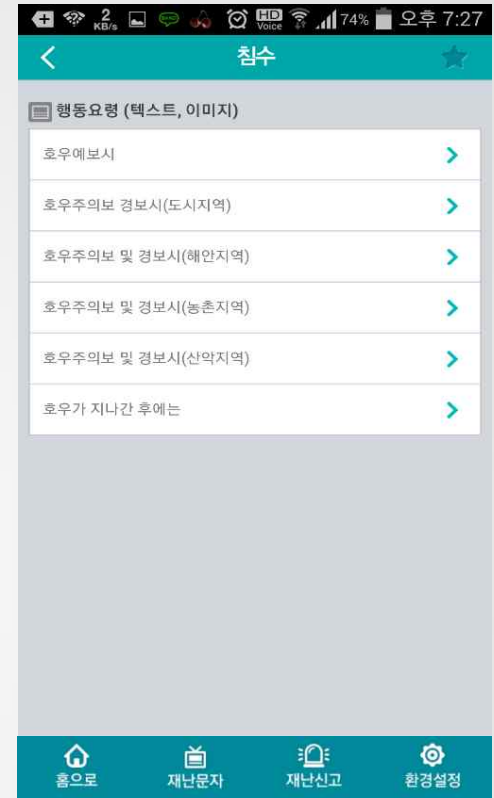 2 KB/s HD Voice 74% 오후 7:27
침수
행동요령 (텍스트, 이미지)
호우예보시
호우주의보 경보시(도시지역)
호우주의보 및 경보시(해안지역)
호우주의보 및 경보시(농촌지역)
호우주의보 및 경보시(산악지역)
호우가 지나간 후에는
홈으로 재난문자 재난신고 환경설정